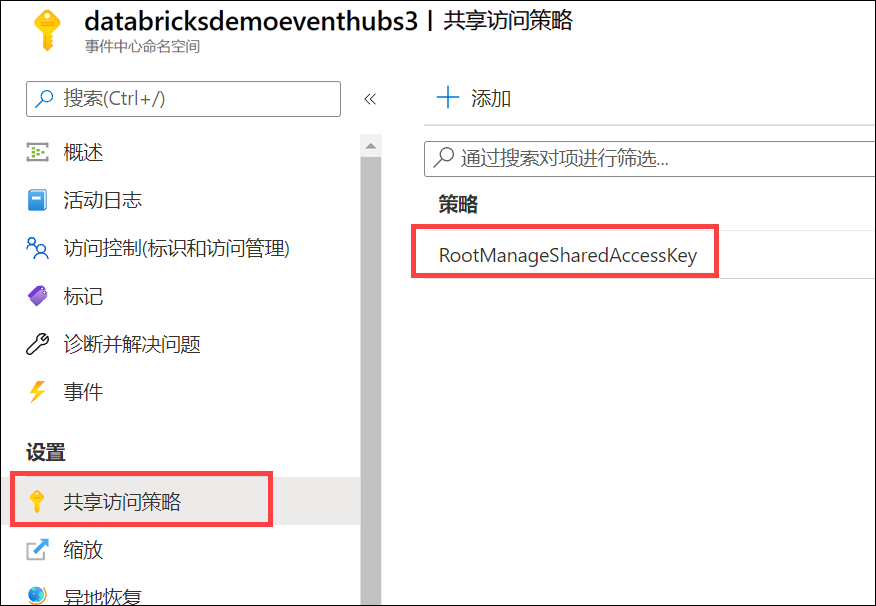 databricksdemoeventhubs3 | 共享访问策略
事件中心命名空间
搜索(Ctrl+/)
«
概述
活动日志
访问控制(标识和访问管理)
标记
诊断并解决问题
事件
设置
共享访问策略
缩放
异地恢复
添加
通过搜索对项进行筛选...
策略
RootManageSharedAccessKey